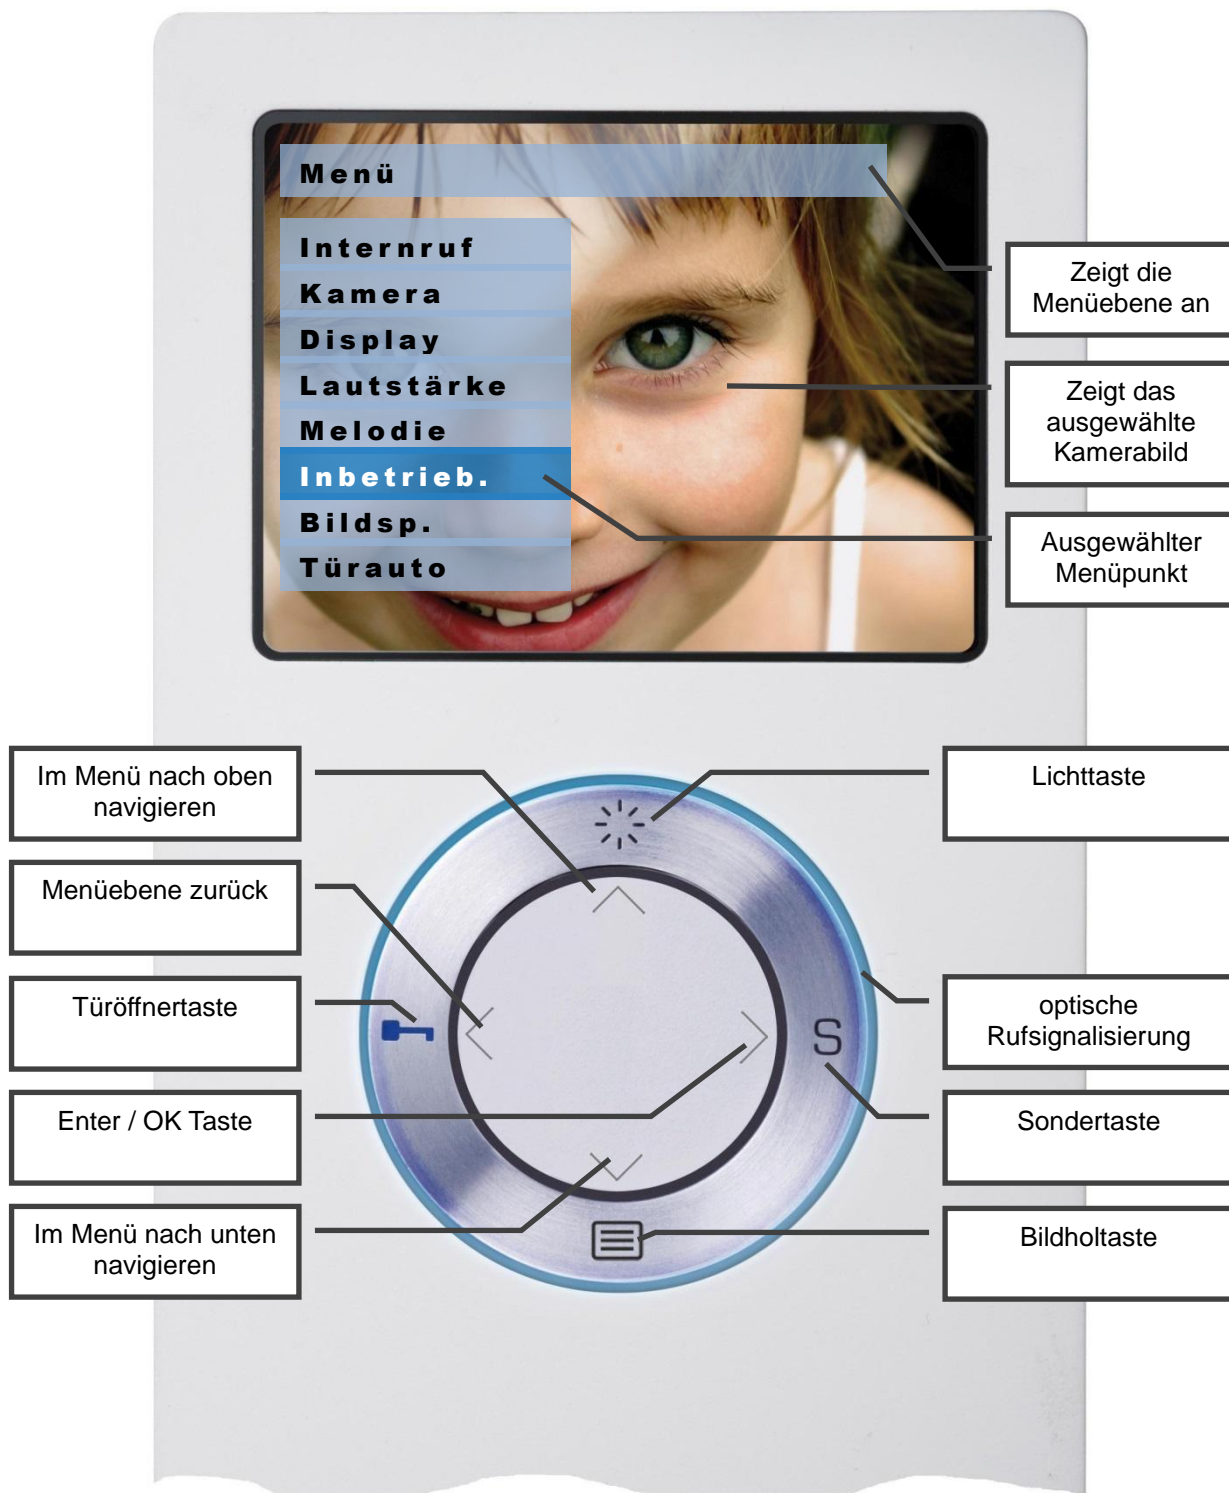 Menü
Internruf
Kamera
Display
Lautstärke
Melodie
Inbetrieb.
Bildsp.
Türauto
Zeigt die
Menüebene an
Zeigt das
ausgewählte
Kamerabild
Ausgewählter
Menüpunkt
Im Menü nach oben
navigieren
Menüebene zurück
Türöffnertaste
Enter / OK Taste
Im Menü nach unten
navigieren
Lichttaste
optische
Rufsignalisierung
S
Sondertaste
Bildholtaste